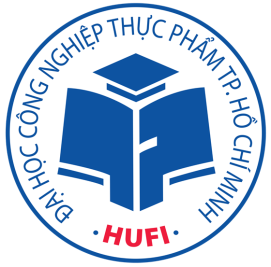 ĐẠI HỌC CÔNG NGHIỆP THỰC PHẨM TP. HỒ CHÍ MINH
· HUFI ·